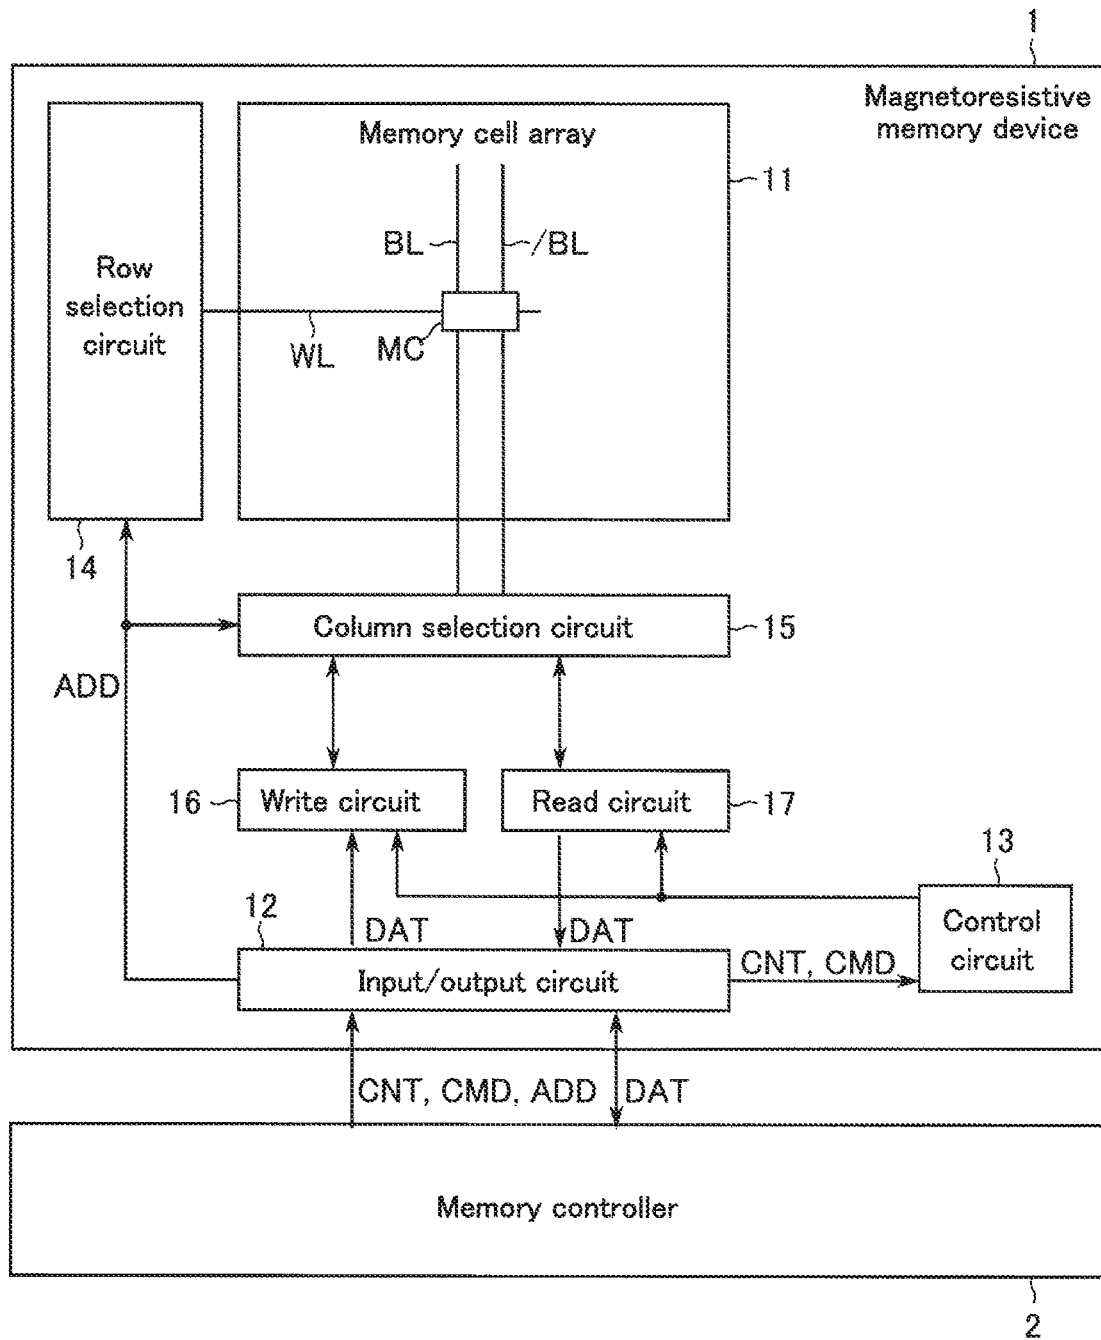 1
Magnetoresistive
memory device
Memory cell array
11
BL
/BL
Row
selection
circuit
WL
MC
14
Column selection circuit
15
ADD
16
Write circuit
Read circuit
17
13
Control
circuit
12
DAT
DAT
CNT, CMD
Input/output circuit
CNT, CMD, ADD
DAT
Memory controller
2